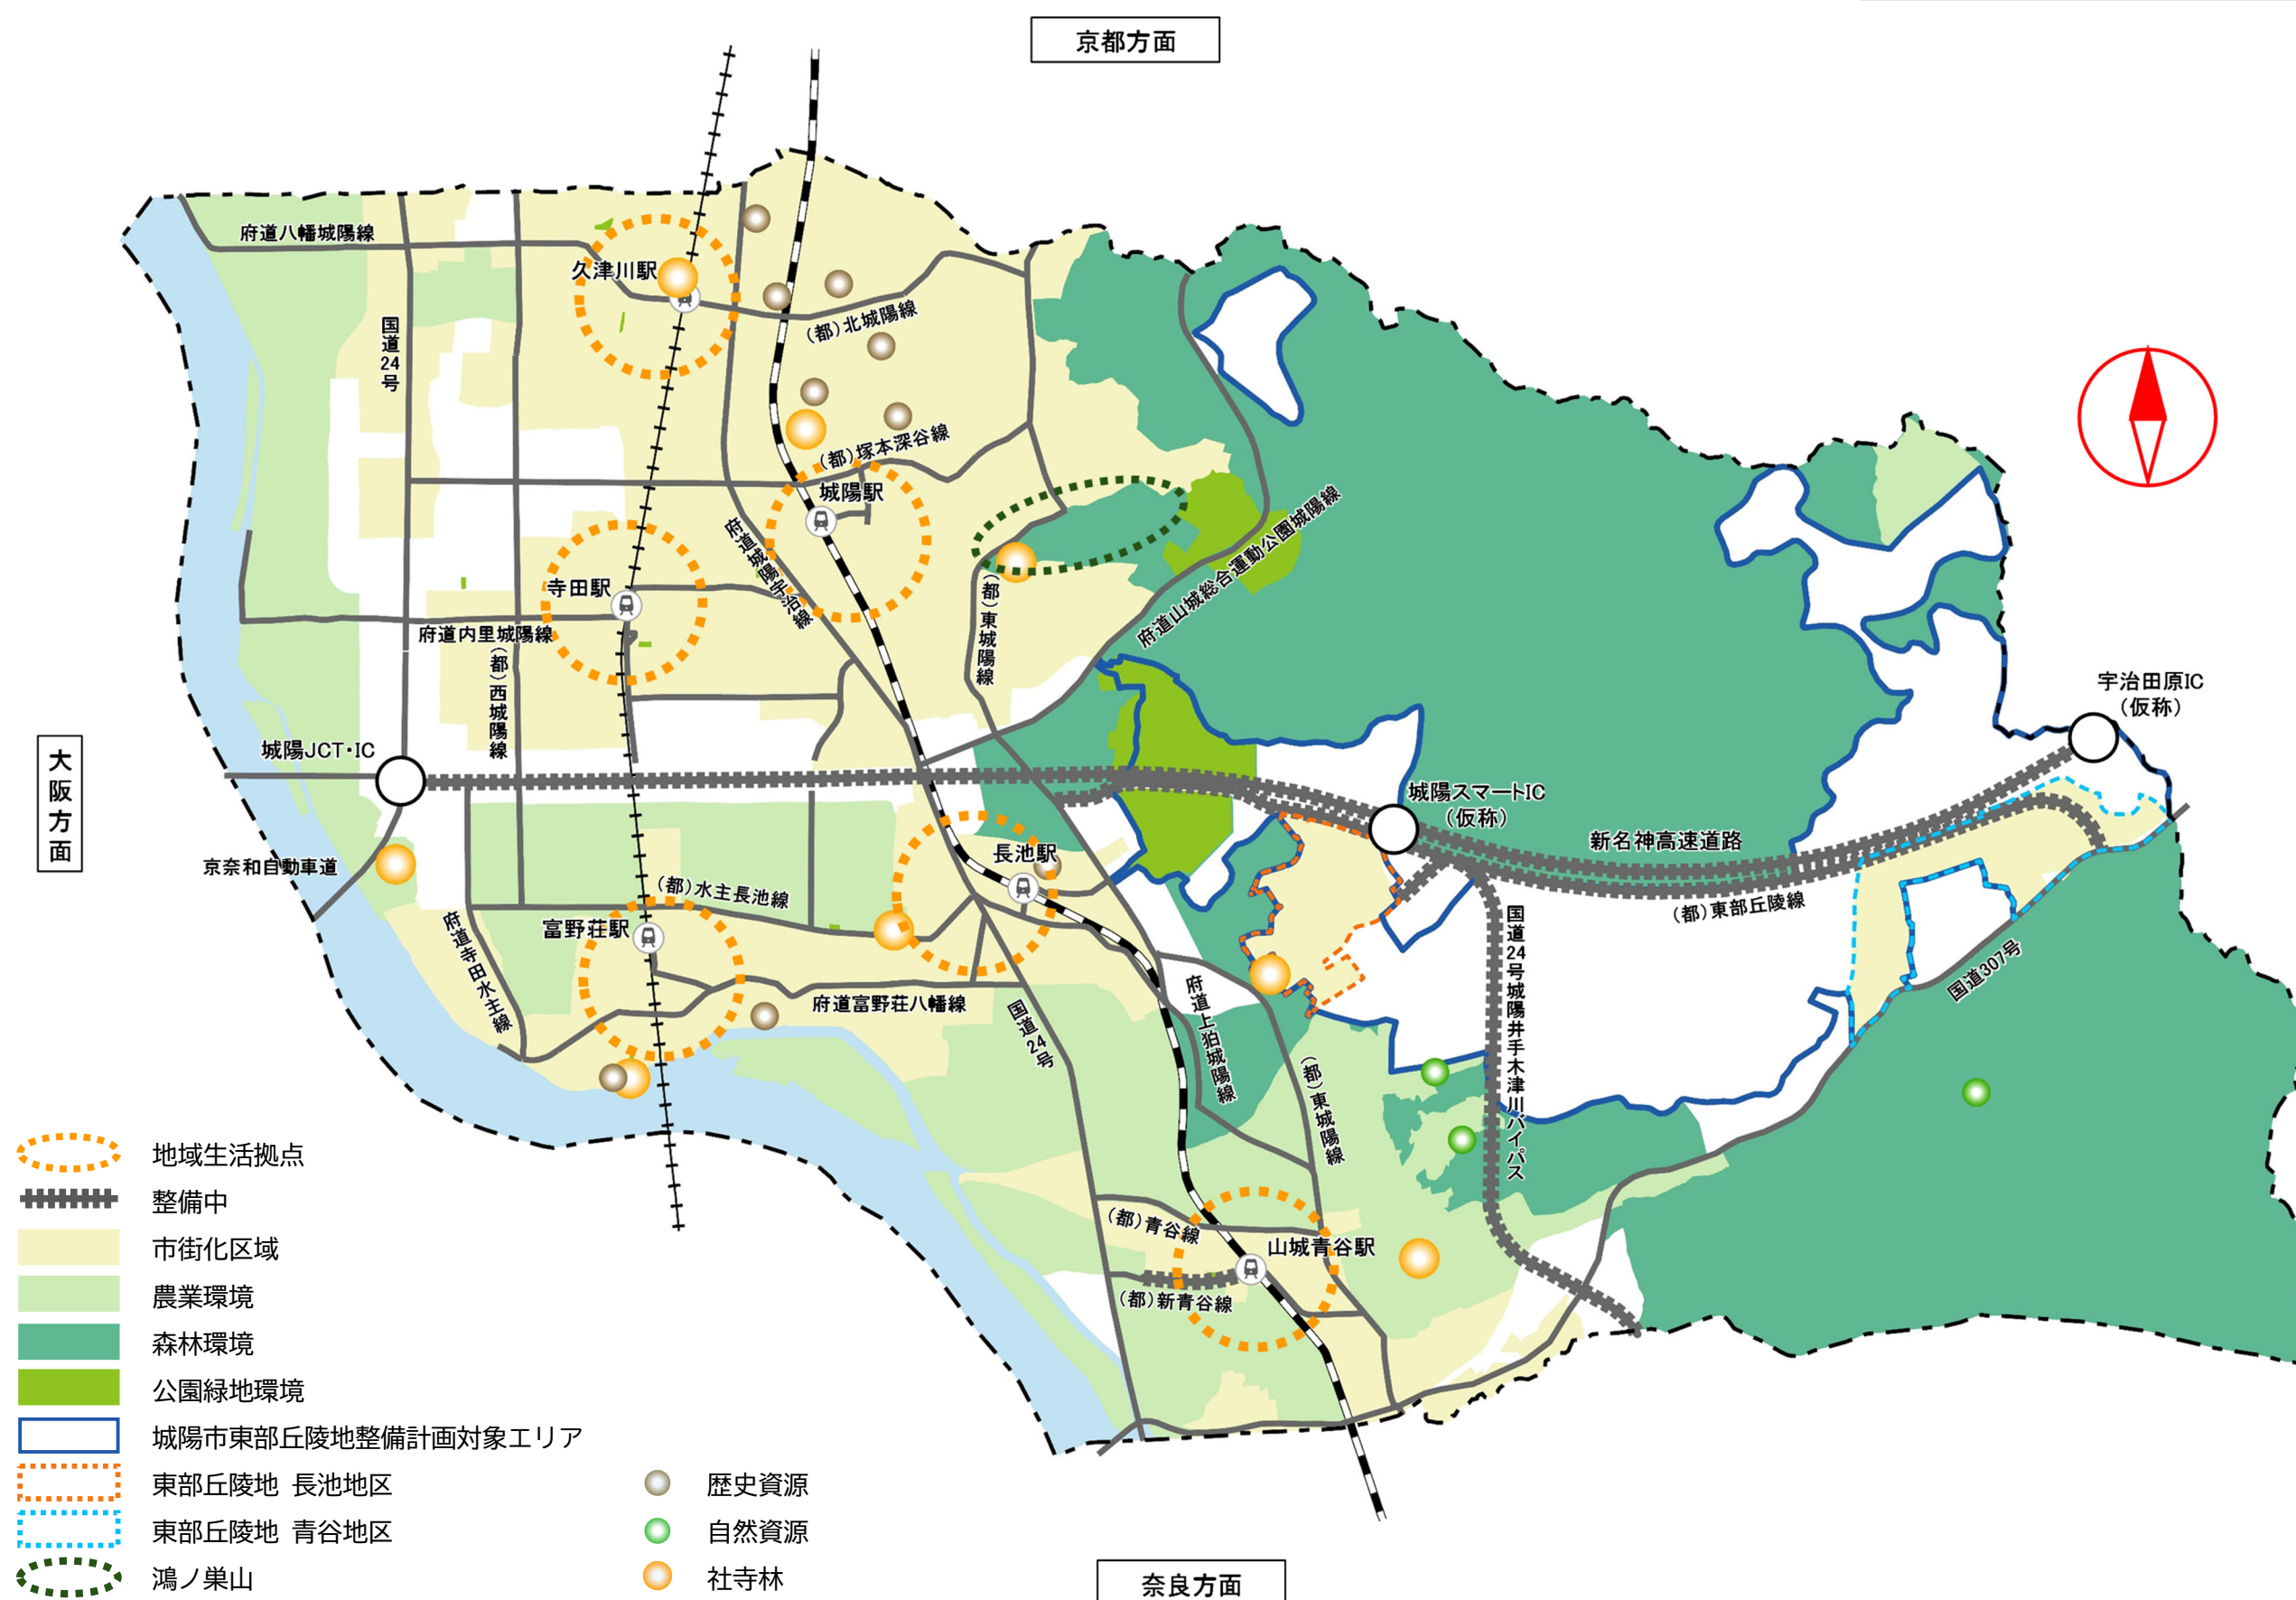 京都方面
府道八幡城陽線
久津川駅
国道24号
(都)北城陽線
(都)塚本深谷線
城陽駅
府道城陽宇治線
寺田駅
府道内里城陽線
(都)西城陽線
(都)東城陽線
府道山城総合運動公園城陽線
宇治田原IC
(仮称)
大阪方面
城陽JCT・IC
城陽スマートIC
(仮称)
新名神高速道路
京奈和自動車道
長池駅
(都)水主長池線
(都)東部丘陵線
富野荘駅
府道寺田水主線
府道富野荘八幡線
国道24号
府道上狛城陽線
(都)東城陽線
国道24号城陽井手木津川バイパス
国道307号
(都)青谷線
山城青谷駅
(都)新青谷線
地域生活拠点
整備中
市街化区域
農業環境
森林環境
公園緑地環境
城陽市東部丘陵地整備計画対象エリア
東部丘陵地 長池地区
東部丘陵地 青谷地区
鴻ノ巣山
歴史資源
自然資源
社寺林
奈良方面